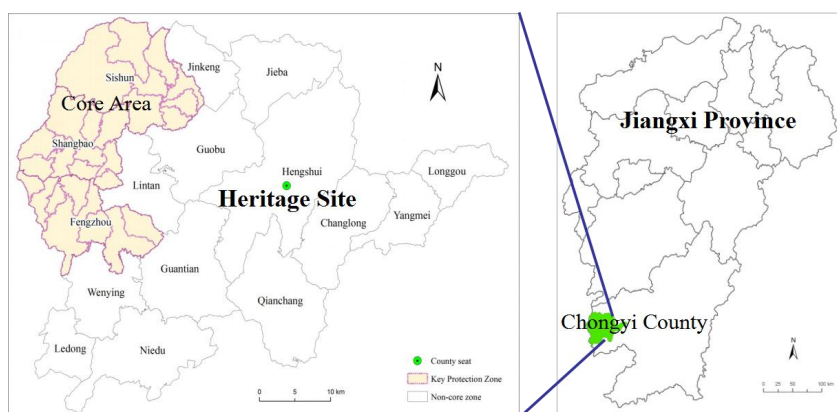 Sishun
Jinkeng
Jieba
N
Core Area
Shangbao
Guobu
Hengshui
Longgou
Lintan
Heritage Site
Changlong
Yangmei
Fengzhou
Guantian
Qianchang
Wenying
Ledong
Niedu
County seat
Key Protection Zone
Non-core zone
0 5 10 km
Jiangxi Province
Chongyi County
N
0 25 50 100 km